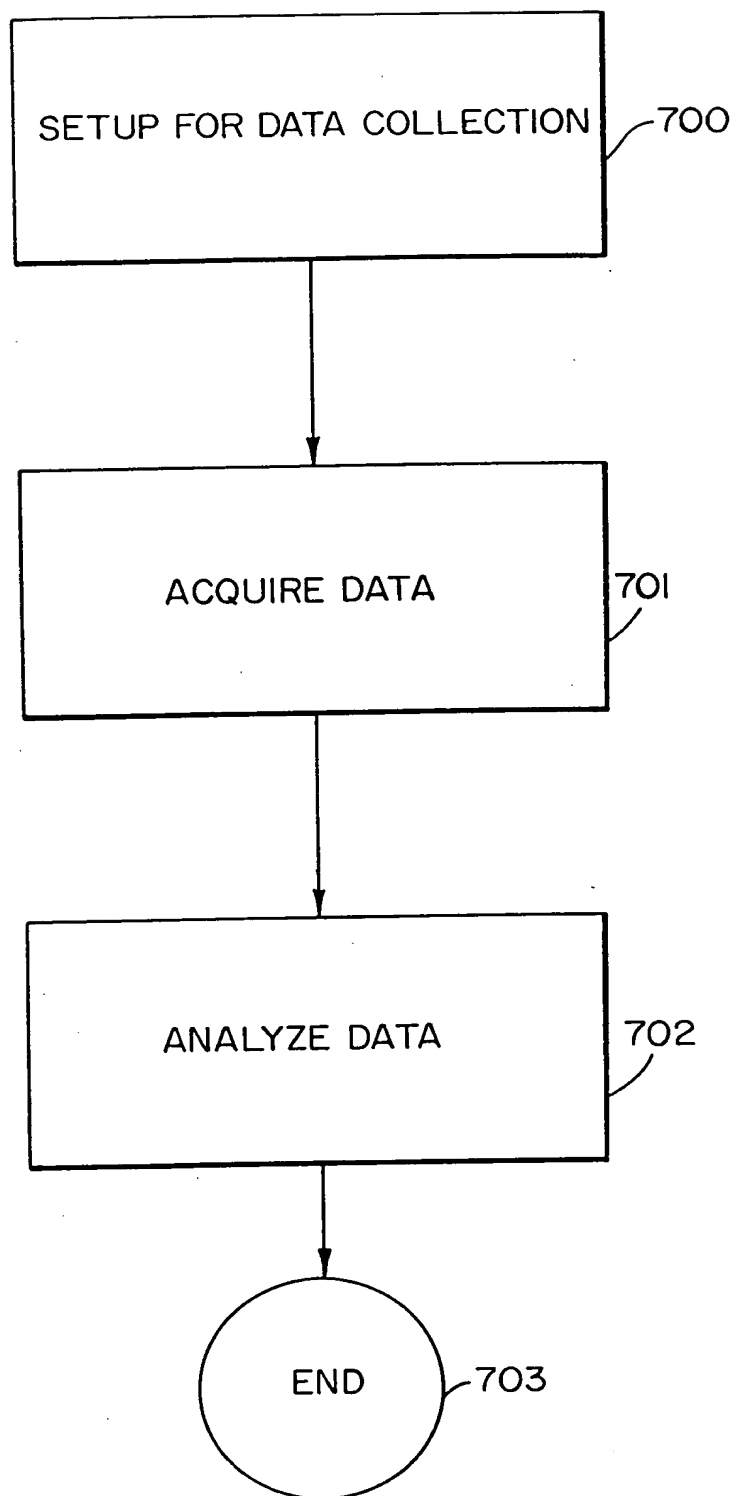 SETUP FOR DATA COLLECTION
700
ACQUIRE DATA
701
ANALYZE DATA
702
END
703